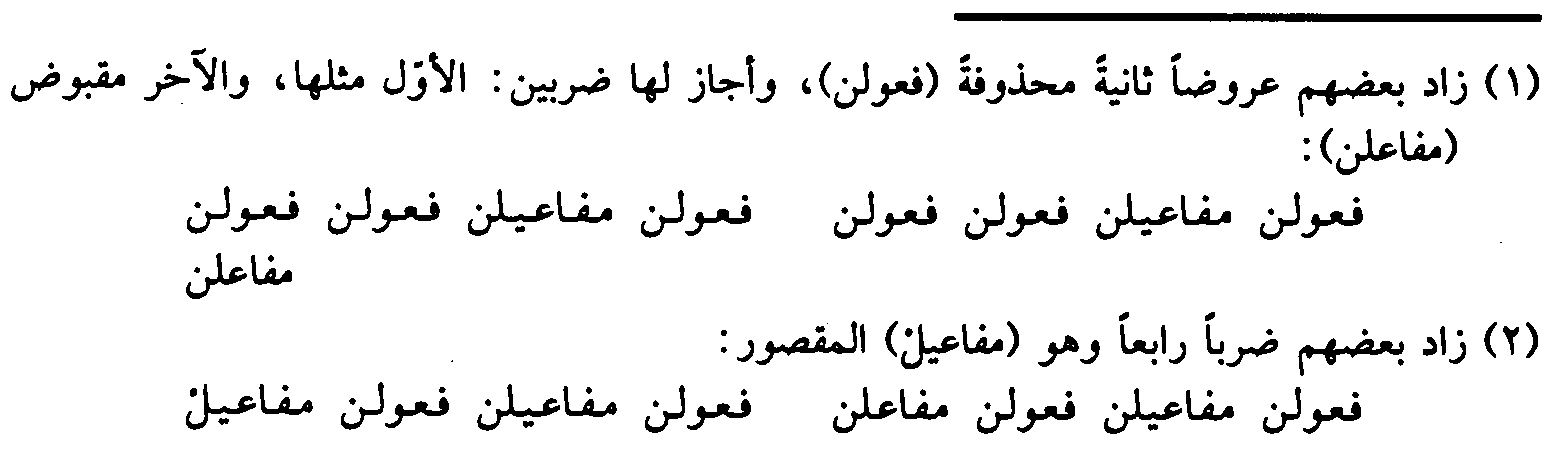 (١) زاد بعضهم عروضاً ثانيةً محذوفةً (فعولن)، وأجاز لها ضربين: الأوّل مثلها، والآخر مقبوض
(مفاعلن):
فعولن مفاعيلن فعولن فعولن فعولن مفاعيلن فعولن فعولن
مفاعلن
(٢) زاد بعضهم ضرباً رابعاً وهو (مفاعيلْ) المقصور:
فعولن مفاعيلن فعولن مفاعلن فعولن مفاعيلن فعولن مفاعيلْ